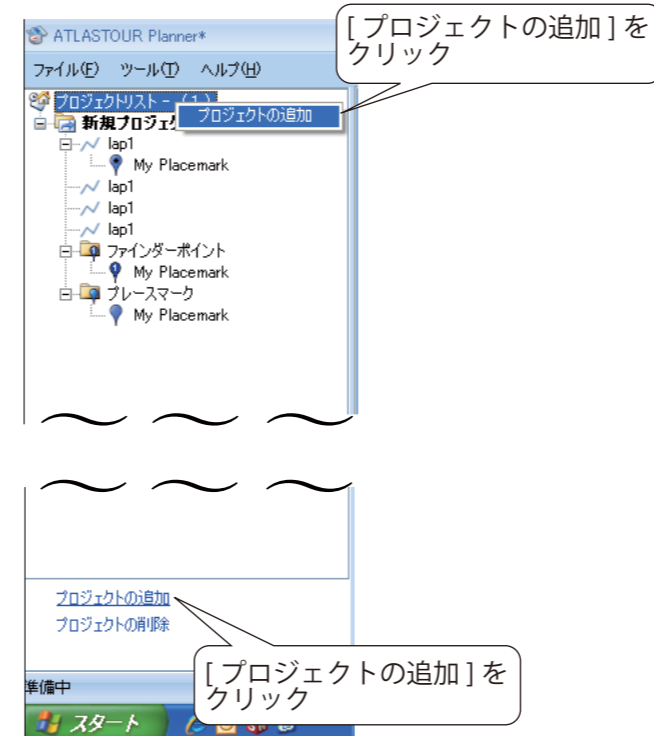 ATLASTOUR Planner*
[ プロジェクトの追加 ] を
クリック
ファイル(F) ツール(T) ヘルプ(H)
プロジェクトリスト - (1)
プロジェクトの追加
新規プロジェク
lap1
My Placemark
lap1
lap1
lap1
ファインダーポイント
My Placemark
プレースマーク
My Placemark
プロジェクトの追加
プロジェクトの削除
[ プロジェクトの追加 ] を
クリック
準備中
スタート